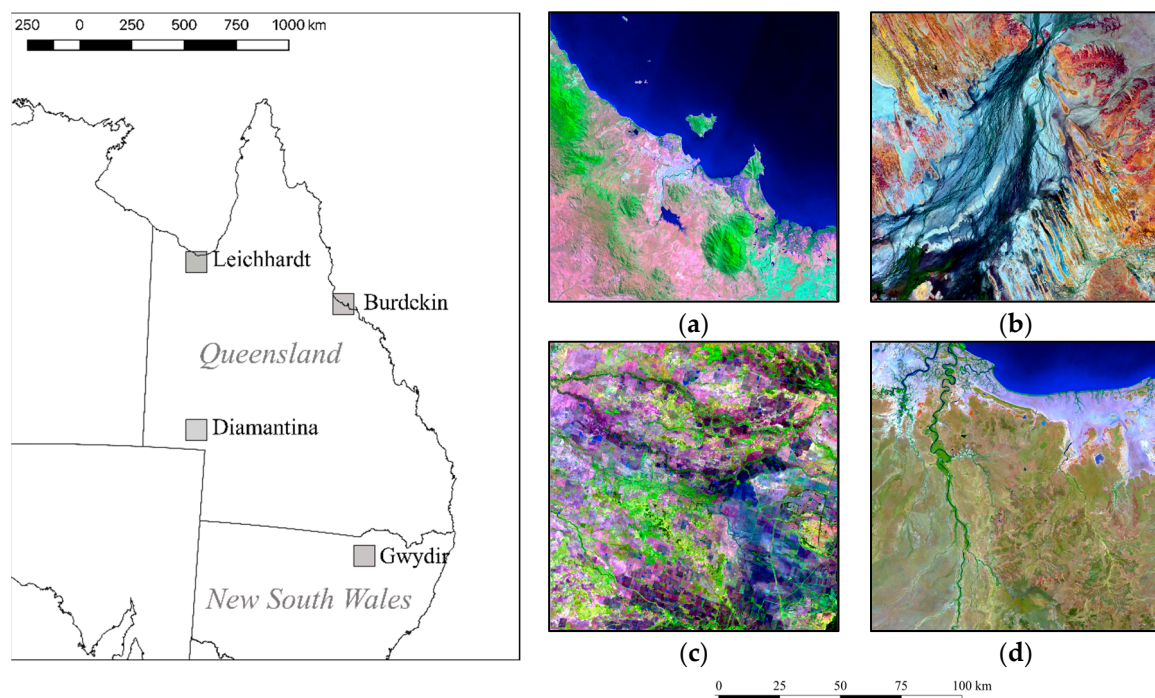 250 0 250 500 750 1000 km
Leichhardt
Burdckin
Queensland
Diamantina
Gwydir
New South Wales
(a)
(b)
(c)
(d)
0 25 50 75 100 km